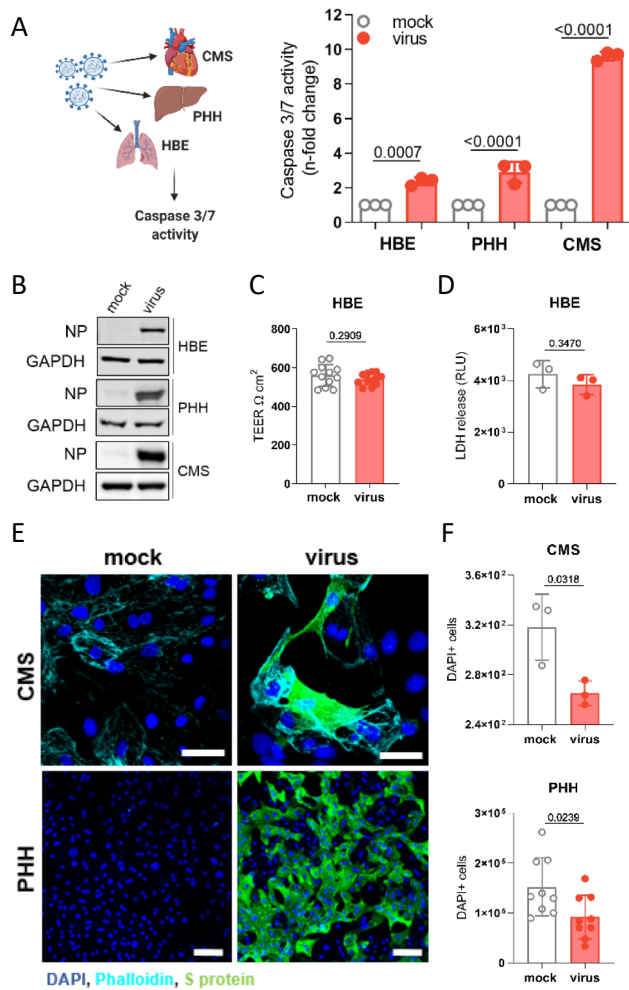 A
CMS
PHH
HBE
Caspase 3/7
activity
Caspase 3/7 activity
(n-fold change)
12
10
8
6
4
2
0
mock
virus
0.0007
<0.0001
<0.0001
HBE PHH CMS
B
mock virus
NP
GAPDH
HBE
NP
GAPDH
PHH
NP
GAPDH
CMS
C
HBE
TEER Ω cm²
800
600
400
200
0
0.2909
mock virus
D
HBE
LDH release (RLU)
6×10³
4×10³
2×10³
0
0.3470
mock virus
E
mock virus
CMS
PHH
DAPI, Phalloidin, S protein
F
CMS
DAPI+ cells
3.6×10²
3.2×10²
2.8×10²
2.4×10²
0.0318
mock virus
PHH
DAPI+ cells
3×10⁵
2×10⁵
1×10⁵
0
0.0239
mock virus